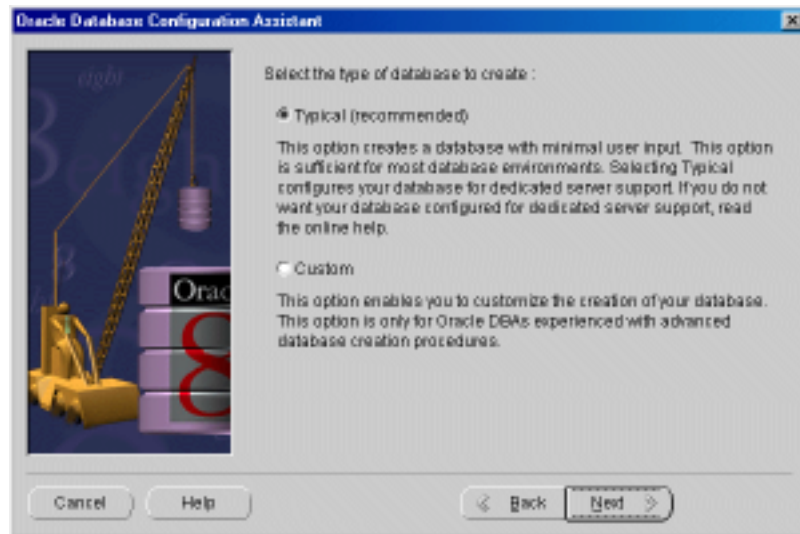 Oracle Database Configuration Assistant
eight
8
Select the type of database to create :
Typical (recommended)
This option creates a database with minimal user input. This option
is sufficient for most database environments. Selecting Typical
configures your database for dedicated server support. If you do not
want your database configured for dedicated server support, read
the online help.
Custom
This option enables you to customize the creation of your database.
This option is only for Oracle DBAs experienced with advanced
database creation procedures.
8
Orac
8
Cancel
Help
Back
Next